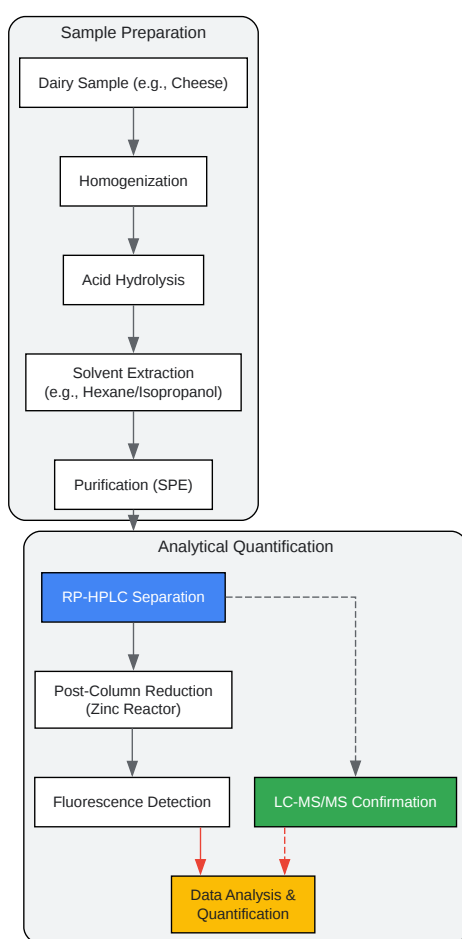 Sample Preparation
Dairy Sample (e.g., Cheese)
Homogenization
Acid Hydrolysis
Solvent Extraction
(e.g., Hexane/Isopropanol)
Purification (SPE)
Analytical Quantification
RP-HPLC Separation
Post-Column Reduction
(Zinc Reactor)
Fluorescence Detection
LC-MS/MS Confirmation
Data Analysis &
Quantification